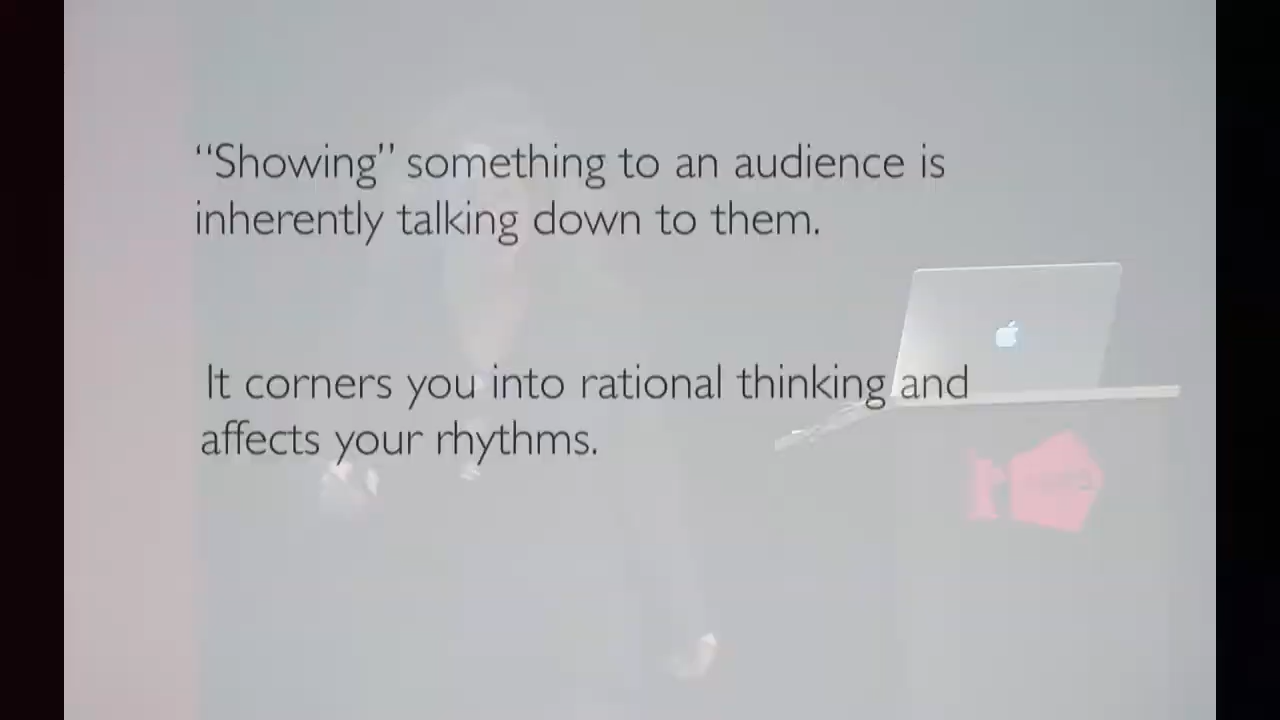 “Showing” something to an audience is
inherently talking down to them.
It corners you into rational thinking and
affects your rhythms.